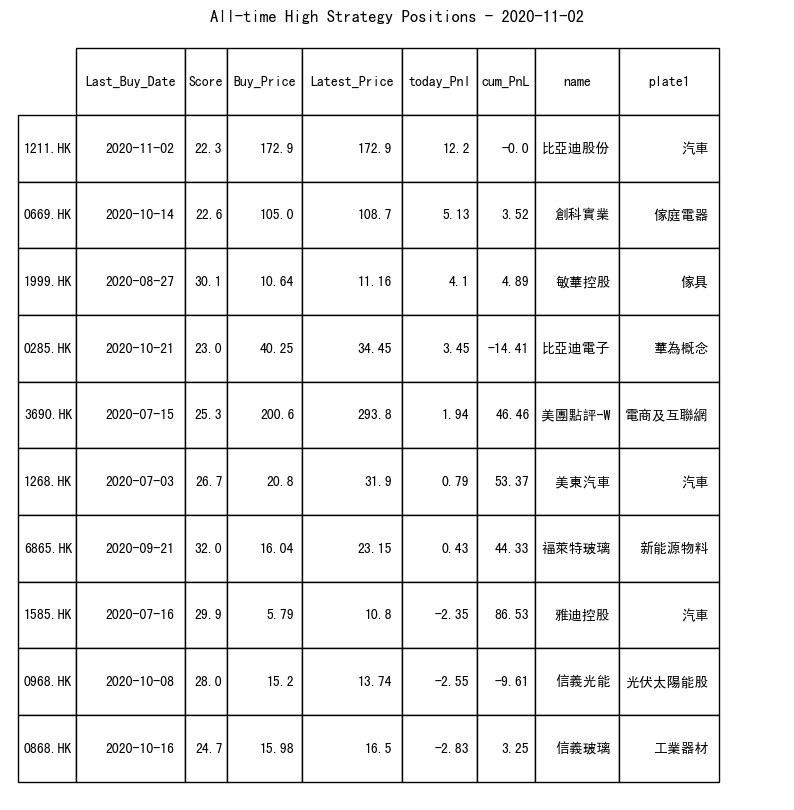 All-time High Strategy Positions - 2020-11-02
Last_Buy_Date Score Buy_Price Latest_Price today_Pnl cum_PnL name plate1
1211.HK 2020-11-02 22.3 172.9 172.9 12.2 -0.0 比亞迪股份 汽車
0669.HK 2020-10-14 22.6 105.0 108.7 5.13 3.52 創科實業 傢庭電器
1999.HK 2020-08-27 30.1 10.64 11.16 4.1 4.89 敏華控股 傢具
0285.HK 2020-10-21 23.0 40.25 34.45 3.45 -14.41 比亞迪電子 華為概念
3690.HK 2020-07-15 25.3 200.6 293.8 1.94 46.46 美團點評-W 電商及互聯網
1268.HK 2020-07-03 26.7 20.8 31.9 0.79 53.37 美東汽車 汽車
6865.HK 2020-09-21 32.0 16.04 23.15 0.43 44.33 福萊特玻璃 新能源物料
1585.HK 2020-07-16 29.9 5.79 10.8 -2.35 86.53 雅迪控股 汽車
0968.HK 2020-10-08 28.0 15.2 13.74 -2.55 -9.61 信義光能 光伏太陽能股
0868.HK 2020-10-16 24.7 15.98 16.5 -2.83 3.25 信義玻璃 工業器材